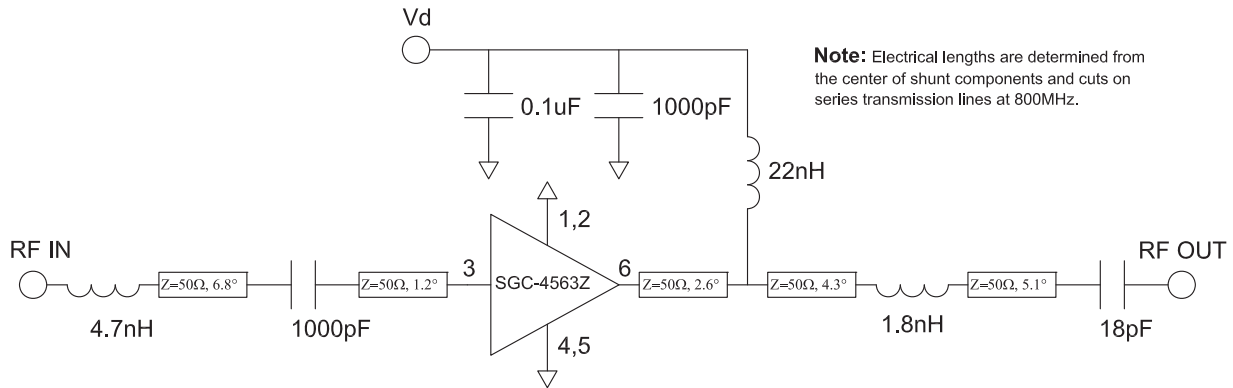 Vd
Note: Electrical lengths are determined from
the center of shunt components and cuts on
series transmission lines at 800MHz.
0.1uF
1000pF
22nH
1,2
RF IN
3
SGC-4563Z
6
RF OUT
Z=50Ω, 6.8°
Z=50Ω, 1.2°
Z=50Ω, 2.6°
Z=50Ω, 4.3°
Z=50Ω, 5.1°
4.7nH
1000pF
4,5
1.8nH
18pF